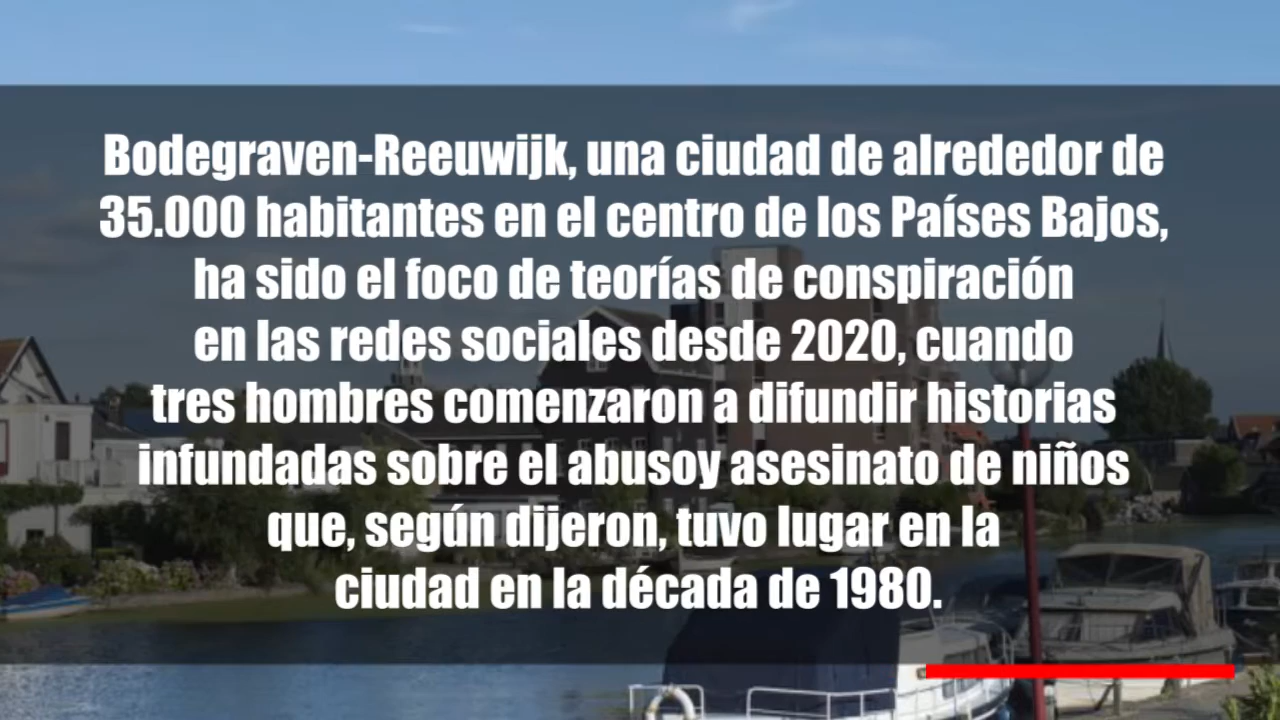 Bodegraven-Reeuwijk, una ciudad de alrededor de
35.000 habitantes en el centro de los Países Bajos,
ha sido el foco de teorías de conspiración
en las redes sociales desde 2020, cuando
tres hombres comenzaron a difundir historias
infundadas sobre el abusoy asesinato de niños
que, según dijeron, tuvo lugar en la
ciudad en la década de 1980.